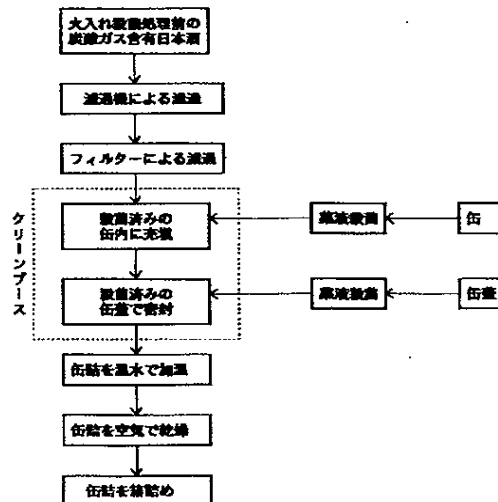 火入れ殺菌処理前の
炭酸ガス含有日本酒
濾過機による濾過
フィルターによる濾過
クリーンブース
殺菌済みの
缶内に充填
薬液殺菌
缶
殺菌済みの
缶蓋で密封
薬液殺菌
缶蓋
缶詰を温水で加温
缶詰を空気で乾燥
缶詰を箱詰め